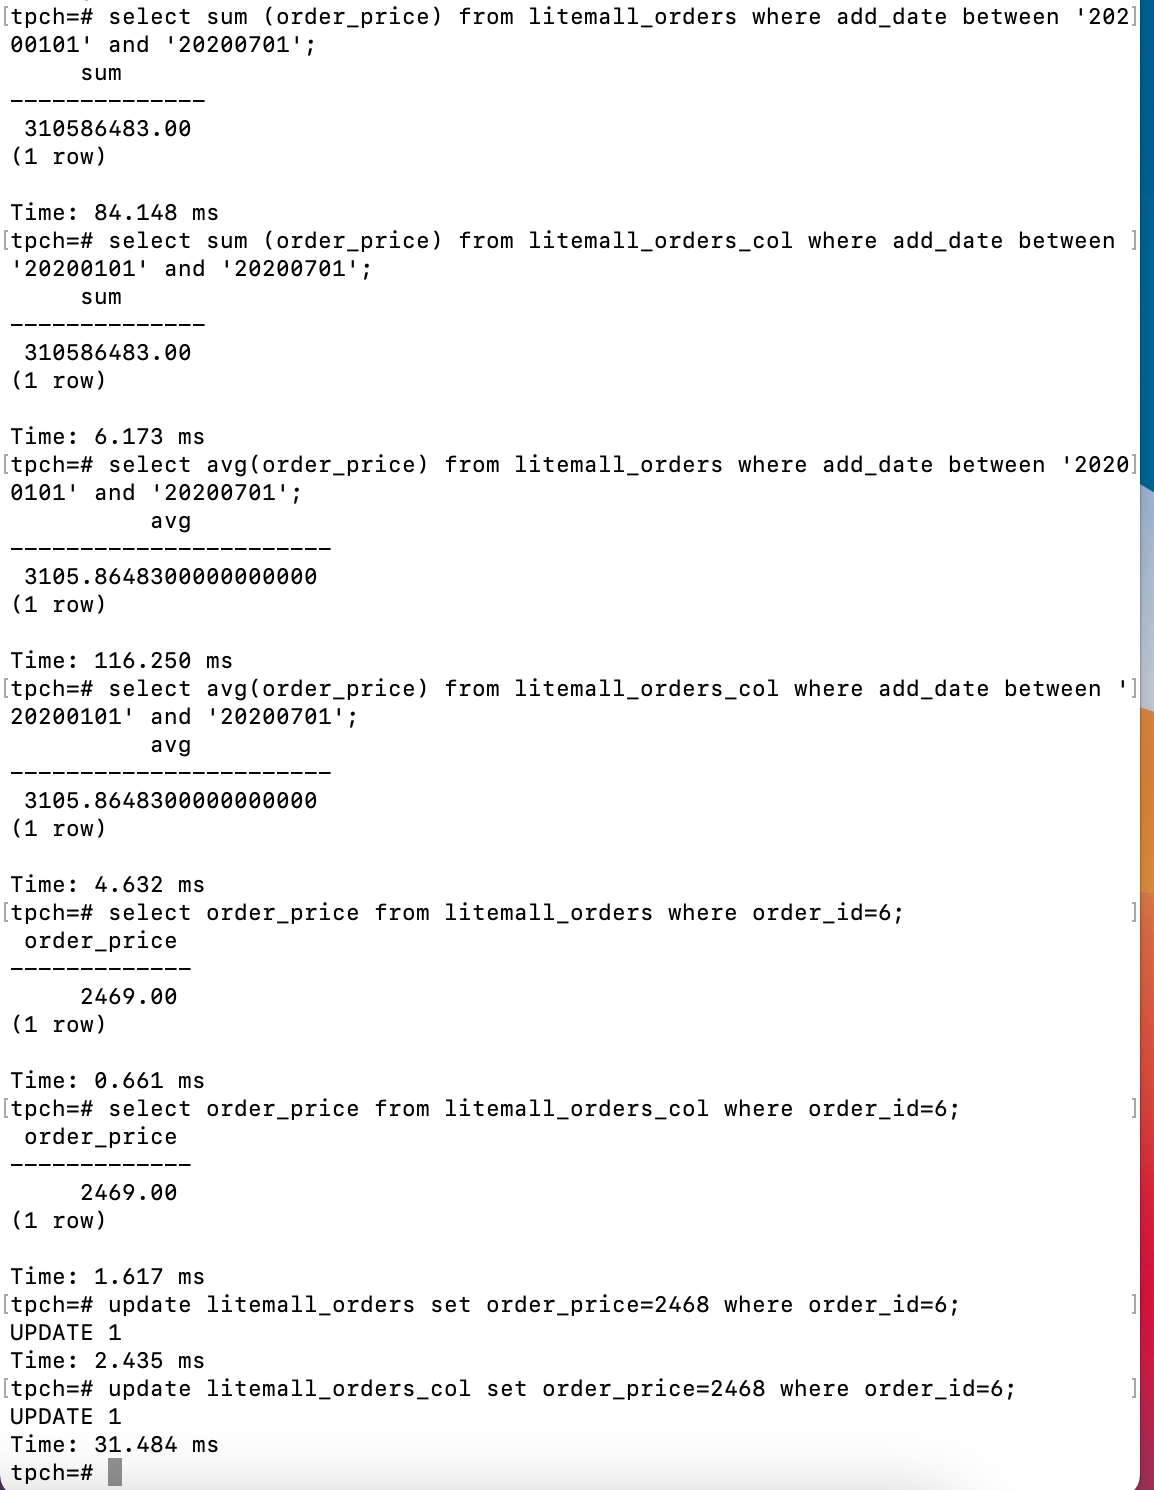 [tpch=# select sum (order_price) from litemall_orders where add_date between '202]
00101' and '20200701';
     sum
--------------
 310586483.00
(1 row)

Time: 84.148 ms
[tpch=# select sum (order_price) from litemall_orders_col where add_date between ]
'20200101' and '20200701';
     sum
--------------
 310586483.00
(1 row)

Time: 6.173 ms
[tpch=# select avg(order_price) from litemall_orders where add_date between '2020]
0101' and '20200701';
          avg
-----------------------
 3105.8648300000000000
(1 row)

Time: 116.250 ms
[tpch=# select avg(order_price) from litemall_orders_col where add_date between ']
20200101' and '20200701';
          avg
-----------------------
 3105.8648300000000000
(1 row)

Time: 4.632 ms
[tpch=# select order_price from litemall_orders where order_id=6;                ]
 order_price
-------------
     2469.00
(1 row)

Time: 0.661 ms
[tpch=# select order_price from litemall_orders_col where order_id=6;            ]
 order_price
-------------
     2469.00
(1 row)

Time: 1.617 ms
[tpch=# update litemall_orders set order_price=2468 where order_id=6;            ]
UPDATE 1
Time: 2.435 ms
[tpch=# update litemall_orders_col set order_price=2468 where order_id=6;        ]
UPDATE 1
Time: 31.484 ms
tpch=#